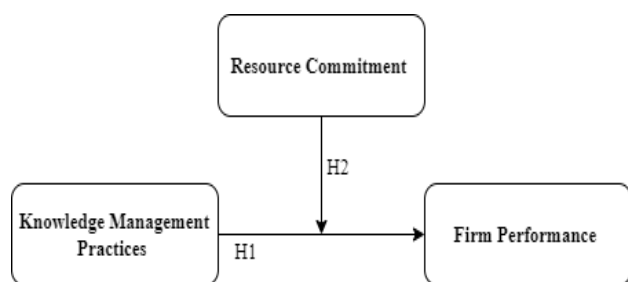 Resource Commitment
H2
Knowledge Management
Practices
H1
Firm Performance